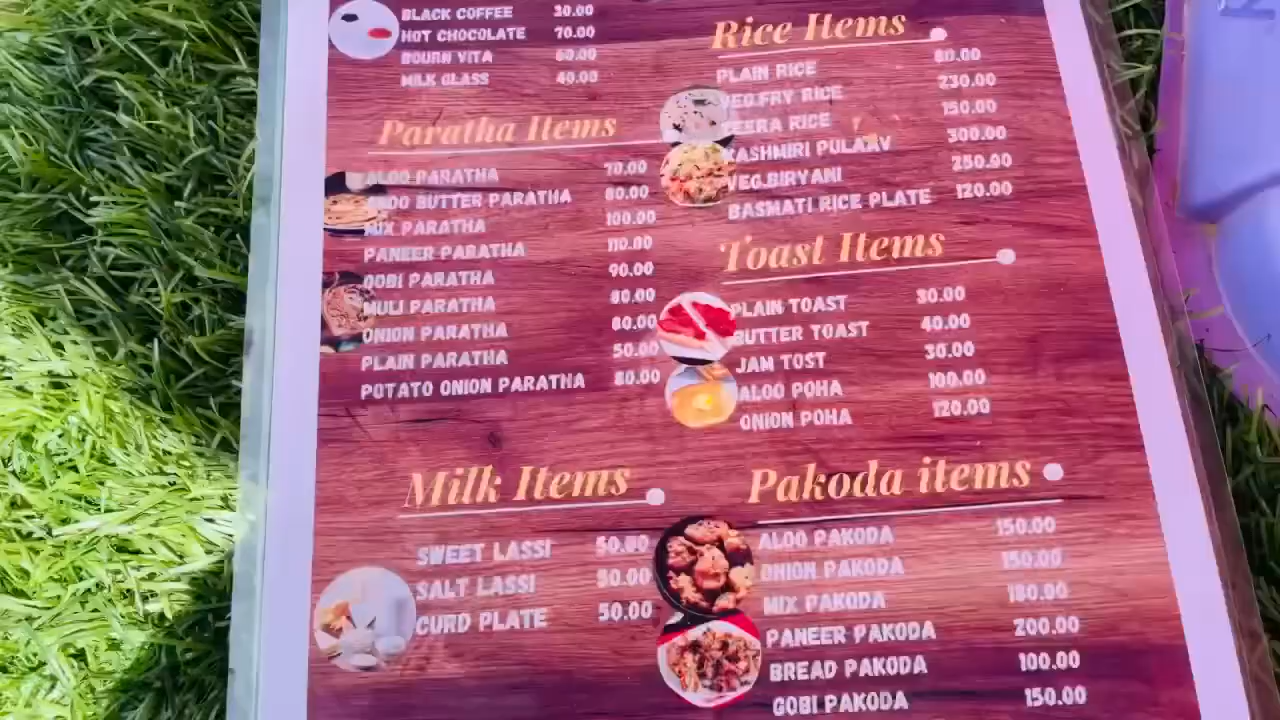 BLACK COFFEE 30.00
HOT CHOCOLATE 70.00
BOURN VITA 60.00
MILK GLASS 40.00
Paratha Items
ALOO PARATHA 70.00
ALOO BUTTER PARATHA 80.00
MIX PARATHA 100.00
PANEER PARATHA 110.00
GOBI PARATHA 90.00
MULI PARATHA 80.00
ONION PARATHA 80.00
PLAIN PARATHA 50.00
POTATO ONION PARATHA 80.00
Milk Items
SWEET LASSI 50.00
SALT LASSI 50.00
CURD PLATE 50.00
Rice Items
PLAIN RICE 80.00
VEG.FRY RICE 230.00
JEERA RICE 150.00
KASHMIRI PULAAV 300.00
VEG.BIRYANI 250.00
BASMATI RICE PLATE 120.00
Toast Items
PLAIN TOAST 30.00
BUTTER TOAST 40.00
JAM TOST 30.00
ALOO POHA 100.00
ONION POHA 120.00
Pakoda items
ALOO PAKODA 150.00
ONION PAKODA 150.00
MIX PAKODA 180.00
PANEER PAKODA 200.00
BREAD PAKODA 100.00
GOBI PAKODA 150.00